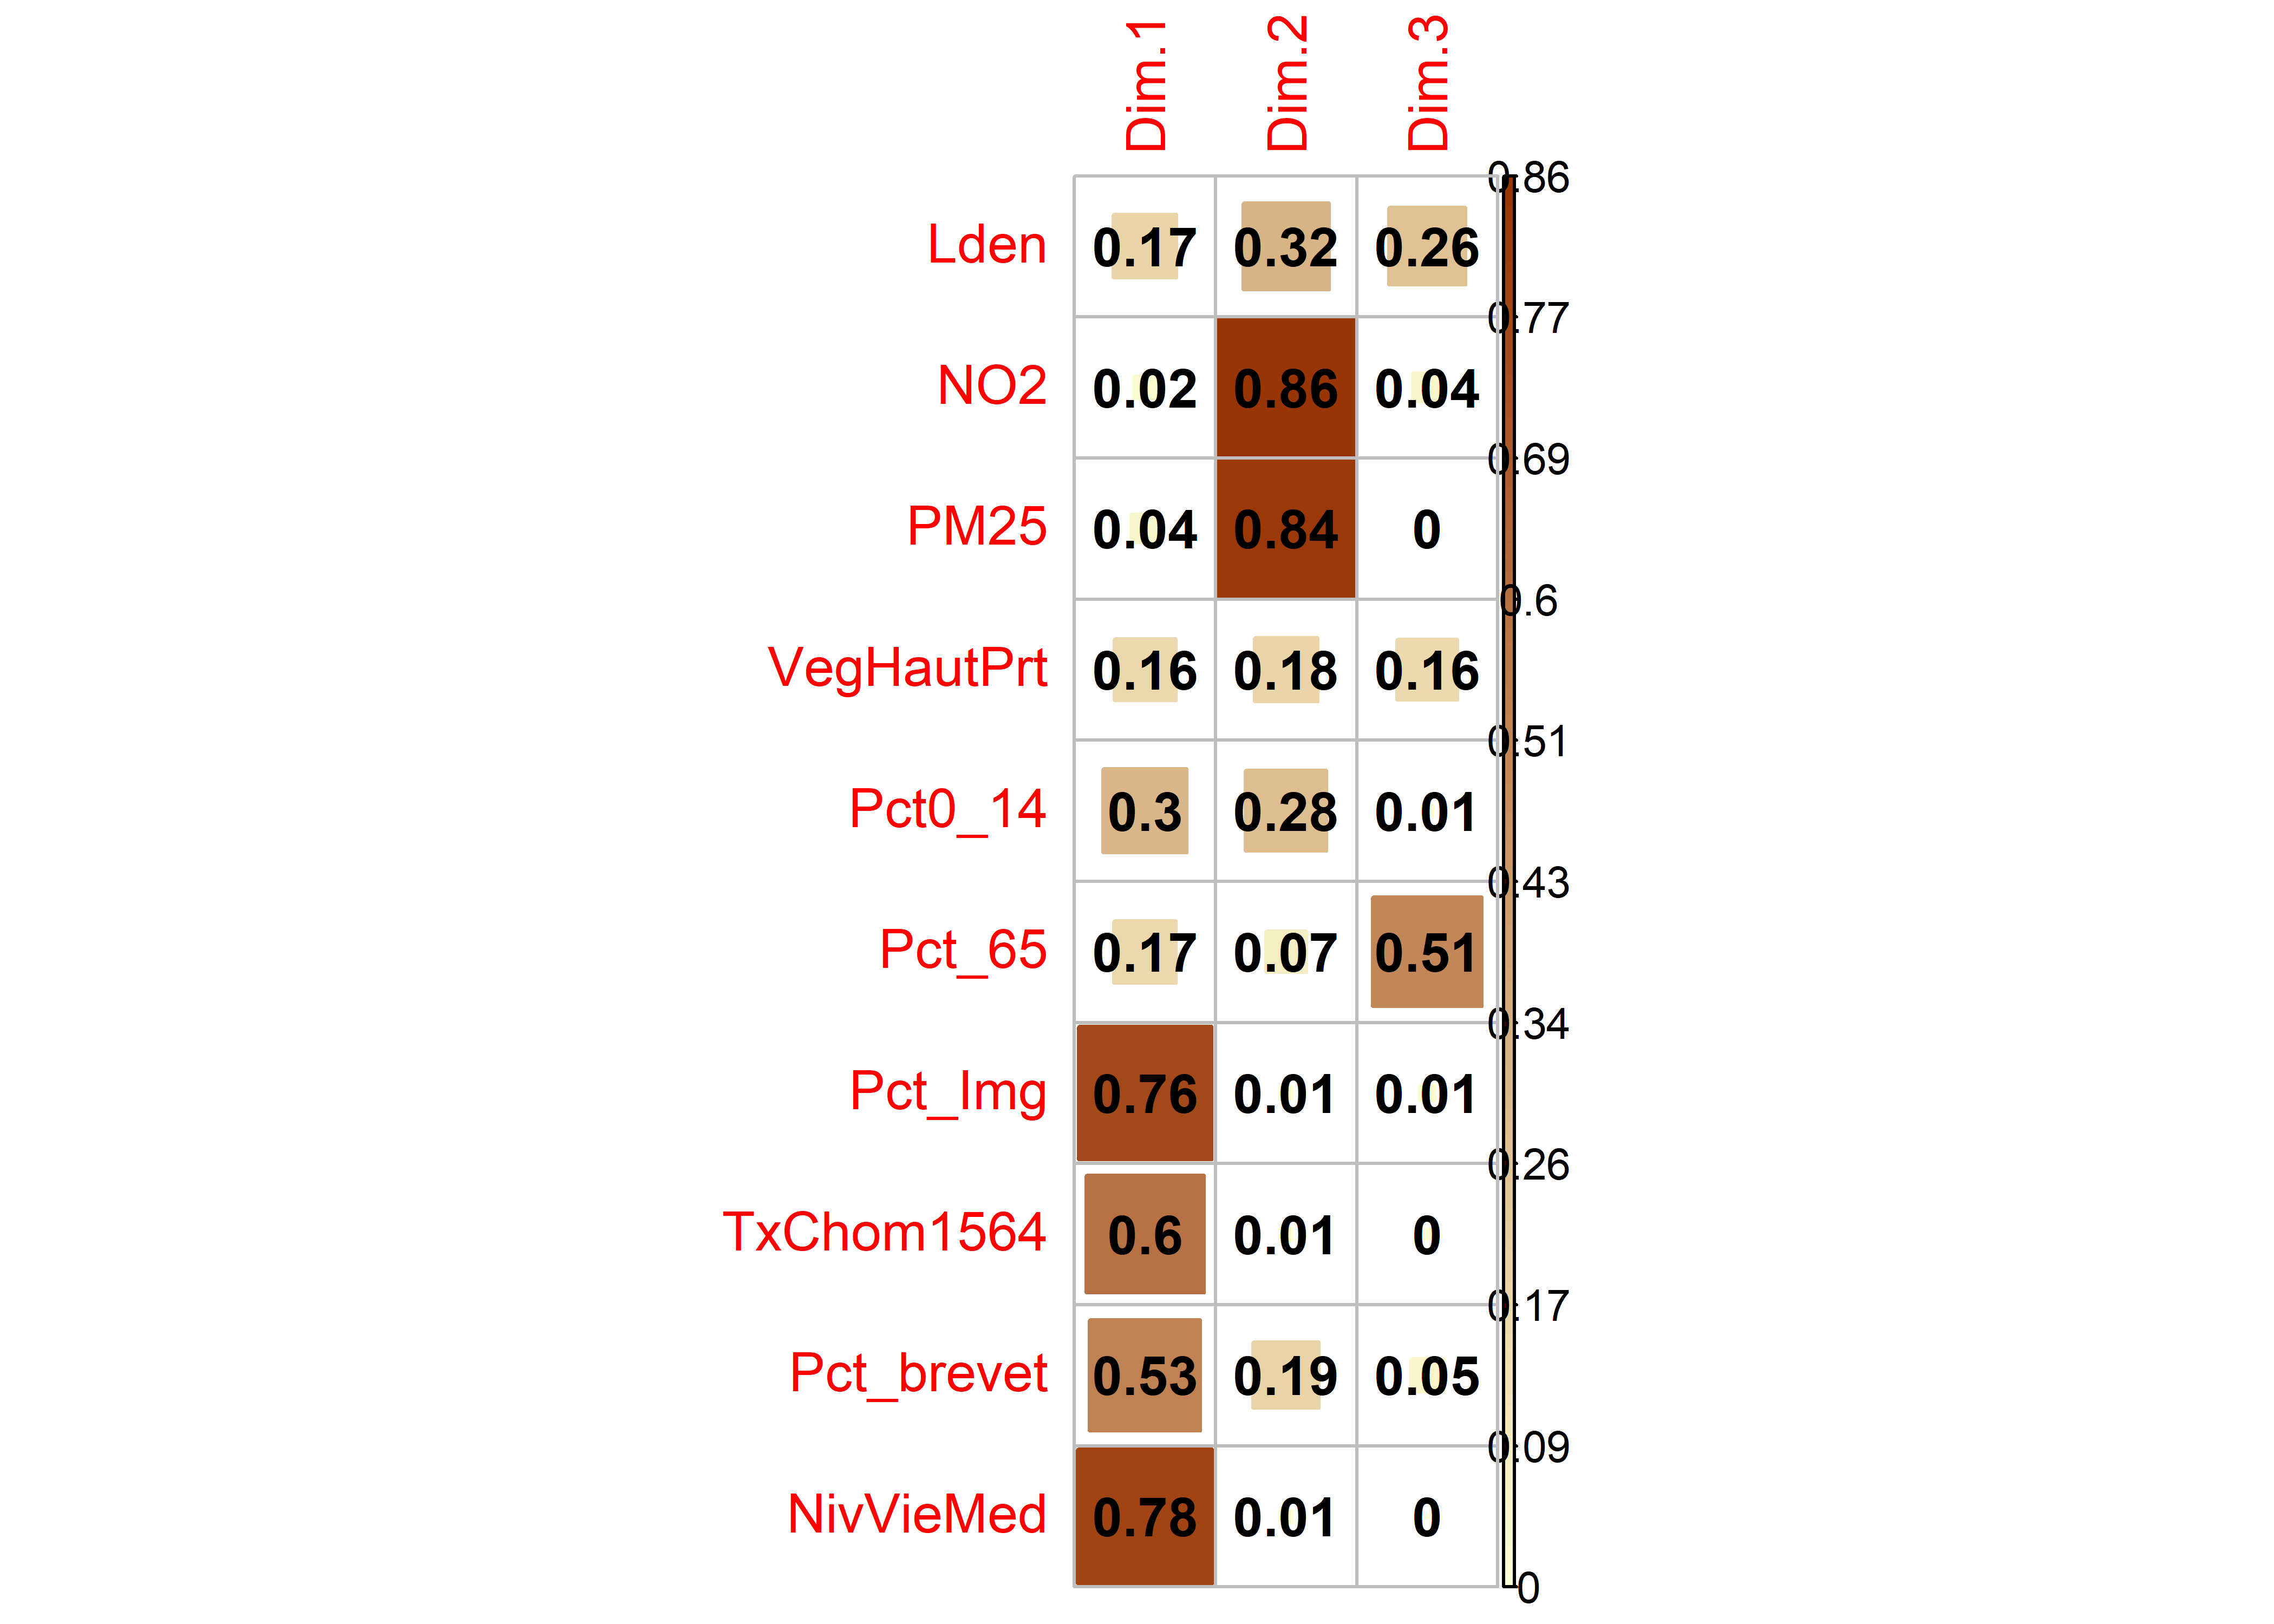 Dim.1 Dim.2 Dim.3
0.86
Lden 0.17 0.32 0.26
0.77
NO2 0.02 0.86 0.04
0.69
PM25 0.04 0.84 0
0.6
VegHautPrt 0.16 0.18 0.16
0.51
Pct0_14 0.3 0.28 0.01
0.43
Pct_65 0.17 0.07 0.51
0.34
Pct_Img 0.76 0.01 0.01
0.26
TxChom1564 0.6 0.01 0
0.17
Pct_brevet 0.53 0.19 0.05
0.09
NivVieMed 0.78 0.01 0
0